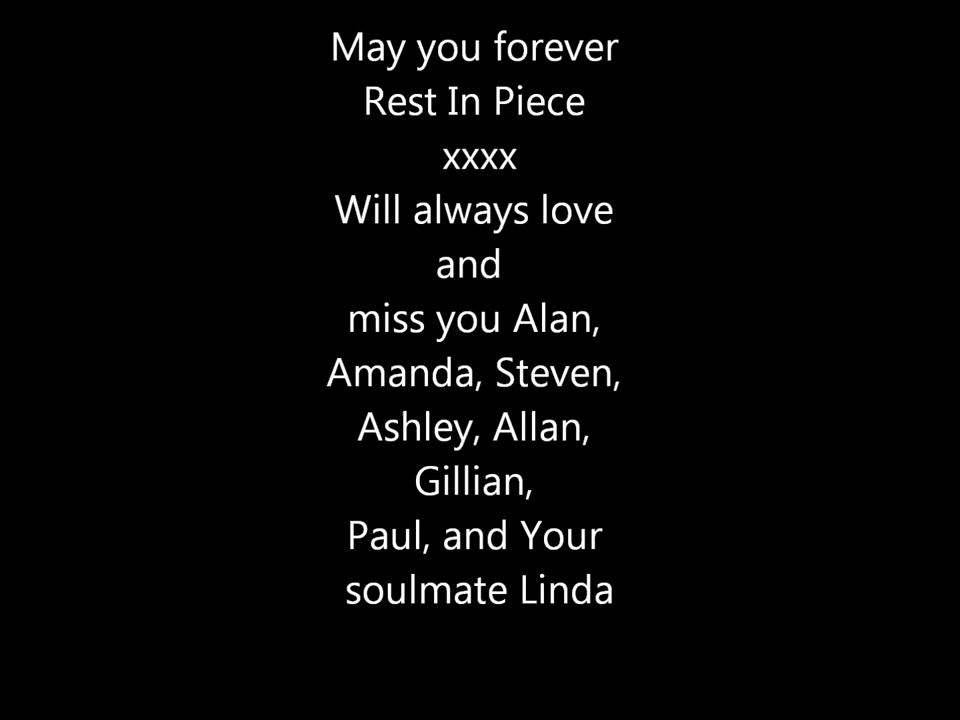 May you forever
Rest In Piece
xxxx
Will always love
and
miss you Alan,
Amanda, Steven,
Ashley, Allan,
Gillian,
Paul, and Your
soulmate Linda